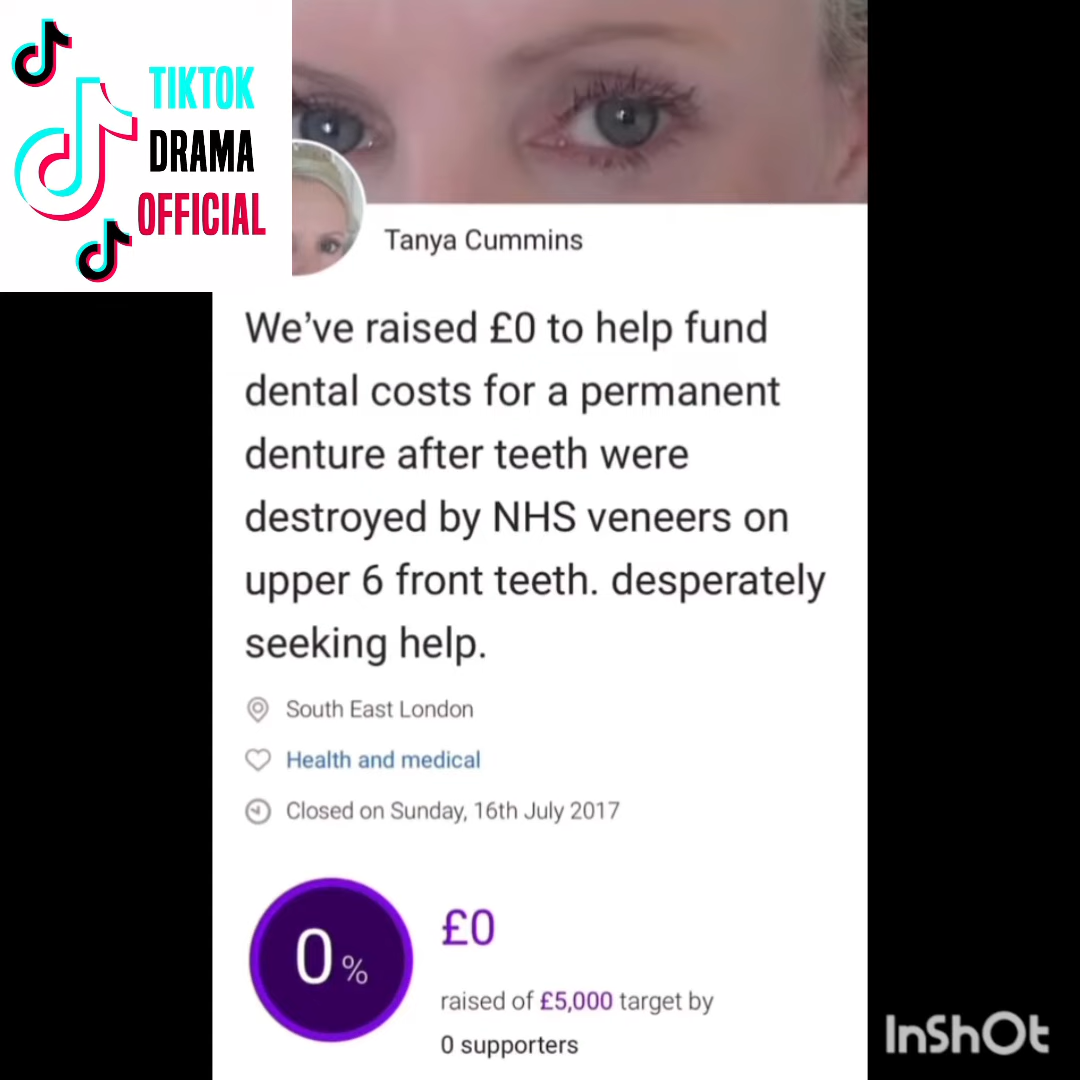 TIKTOK
DRAMA
OFFICIAL
Tanya Cummins
We've raised £0 to help fund
dental costs for a permanent
denture after teeth were
destroyed by NHS veneers on
upper 6 front teeth. desperately
seeking help.
South East London
Health and medical
Closed on Sunday, 16th July 2017
0 %
£0
raised of £5,000 target by
0 supporters
InShOt